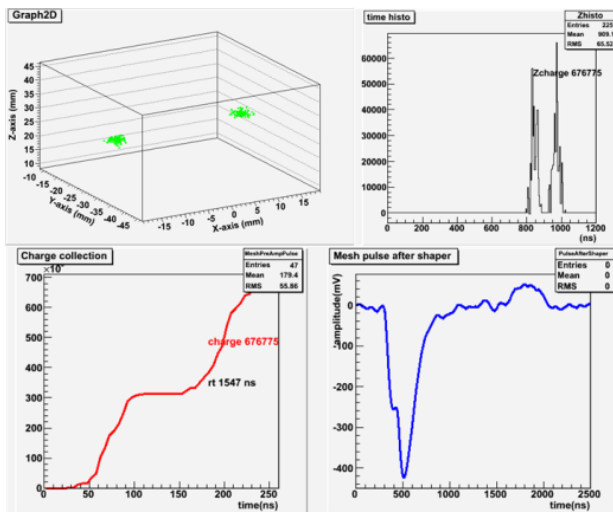 Graph2D
Z-axis (mm)
45
40
35
30
25
20
15
10
-10
-15
-20
-25
-30
-35
-40
-45
Y-axis (mm)
-10
-5
0
5
10
15
X-axis (mm)
time histo
Zhisto
Entries 225
Mean 909.1
RMS 65.52
Zcharge 676775
60000
50000
40000
30000
20000
10000
0
0 200 400 600 800 1000 1200
(ns)
Charge collection
MeshPreAmpPulse
Entries 47
Mean 179.4
RMS 55.86
700
600
500
400
300
200
100
0
charge 676775
rt 1547 ns
0 50 100 150 200 250
time(ns)
Mesh pulse after shaper
PulseAfterShaper
Entries 0
Mean 0
RMS 0
amplitude(mV)
0
-100
-200
-300
-400
0 500 1000 1500 2000 2500
time(ns)